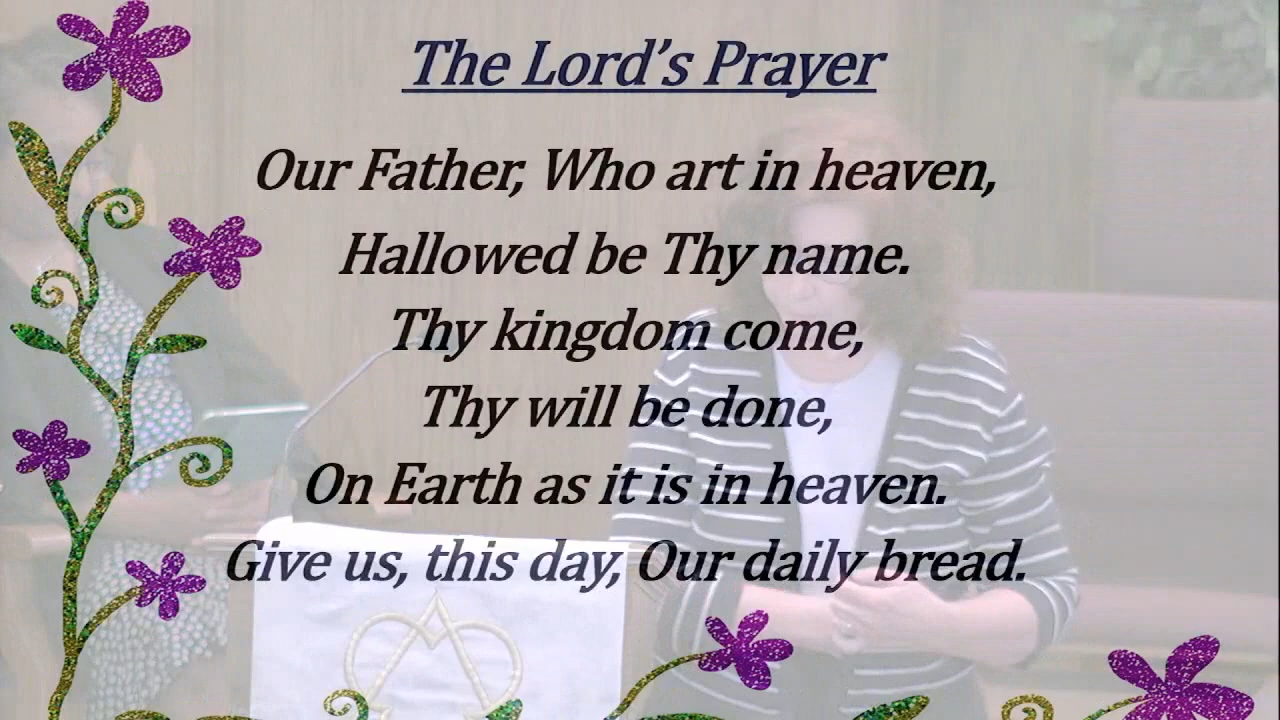 The Lord’s Prayer
Our Father, Who art in heaven,
Hallowed be Thy name.
Thy kingdom come,
Thy will be done,
On Earth as it is in heaven.
Give us, this day, Our daily bread.